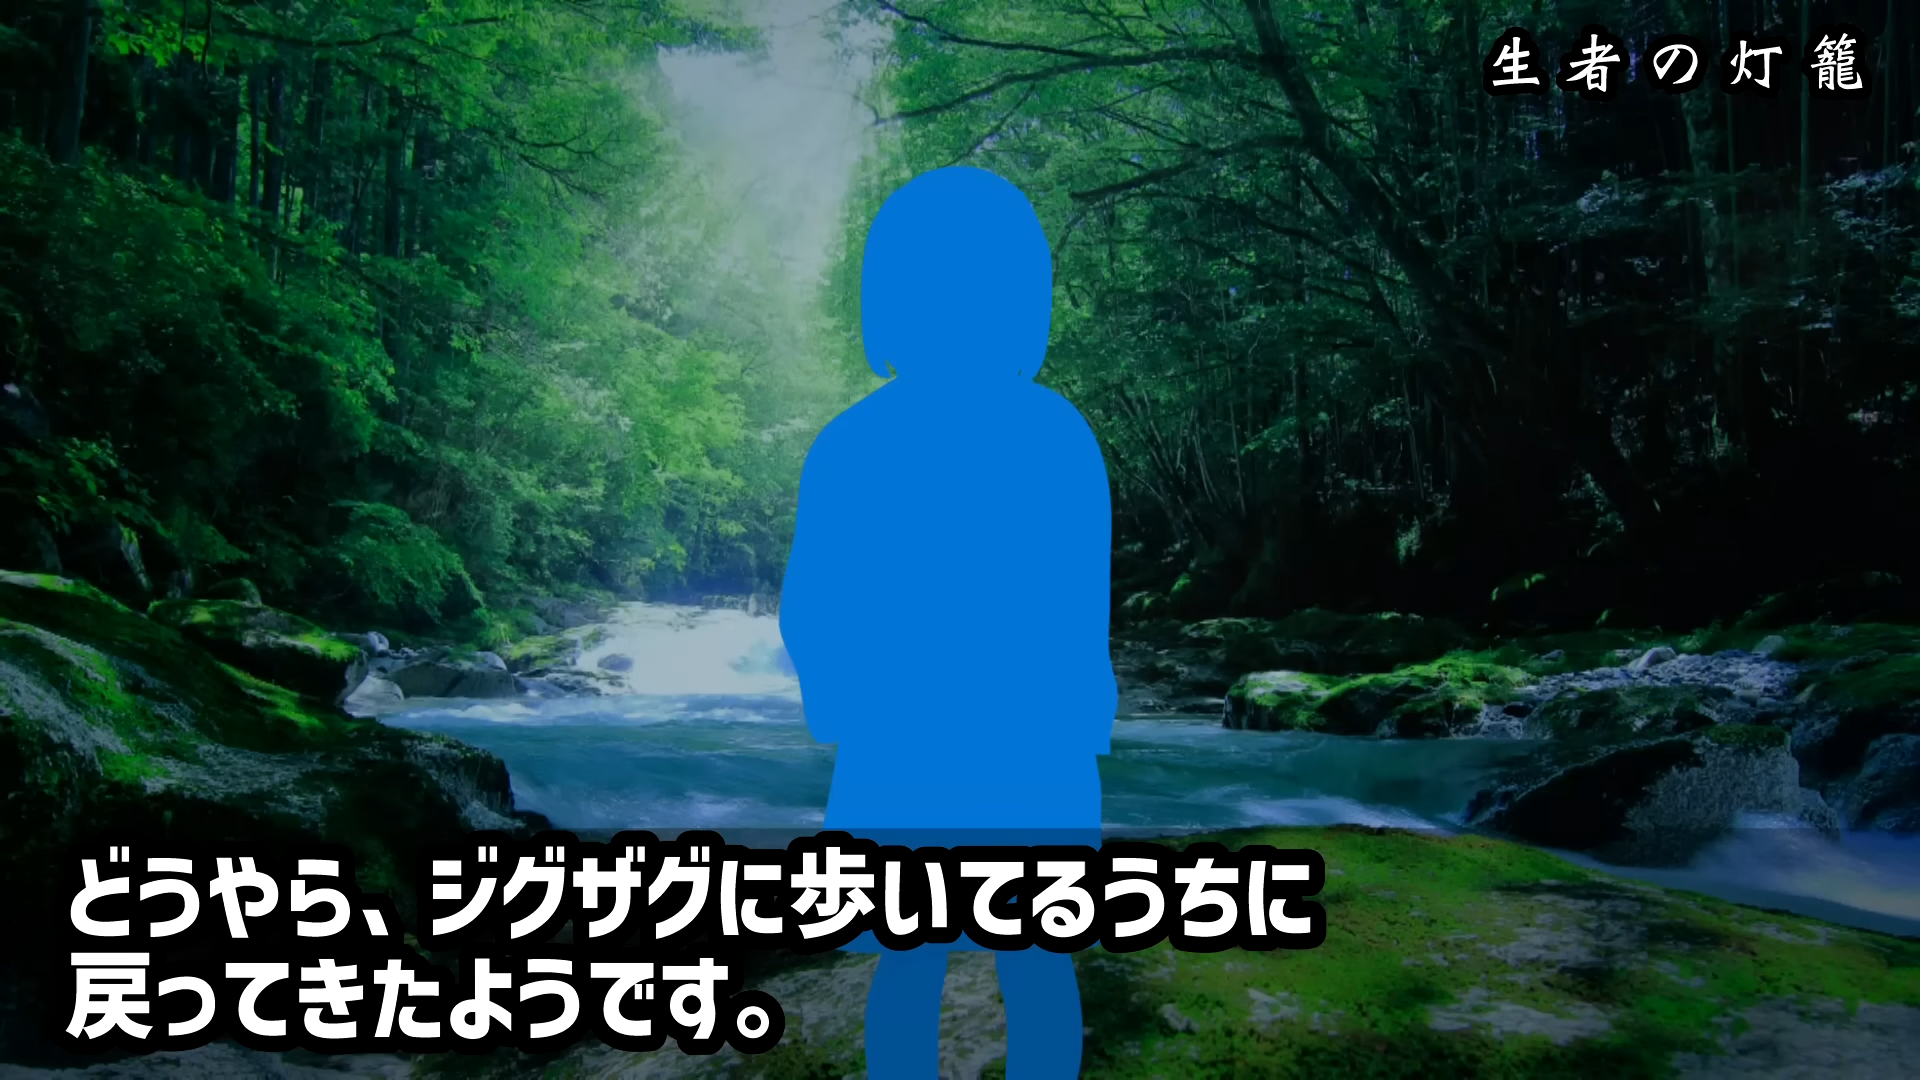 生者の灯籠
どうやら、ジグザグに歩いてるうちに
戻ってきたようです。